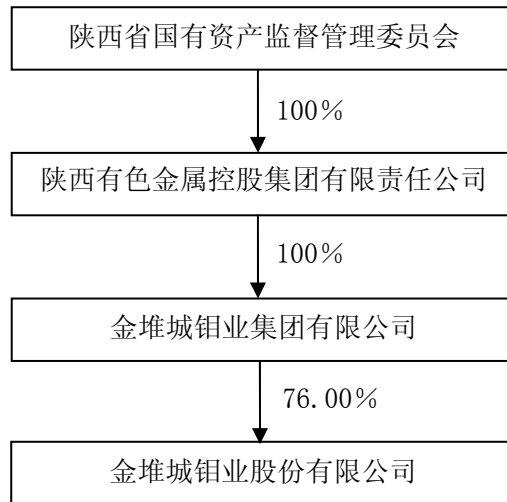 陕西省国有资产监督管理委员会
100％
陕西有色金属控股集团有限责任公司
100％
金堆城钼业集团有限公司
76.00％
金堆城钼业股份有限公司